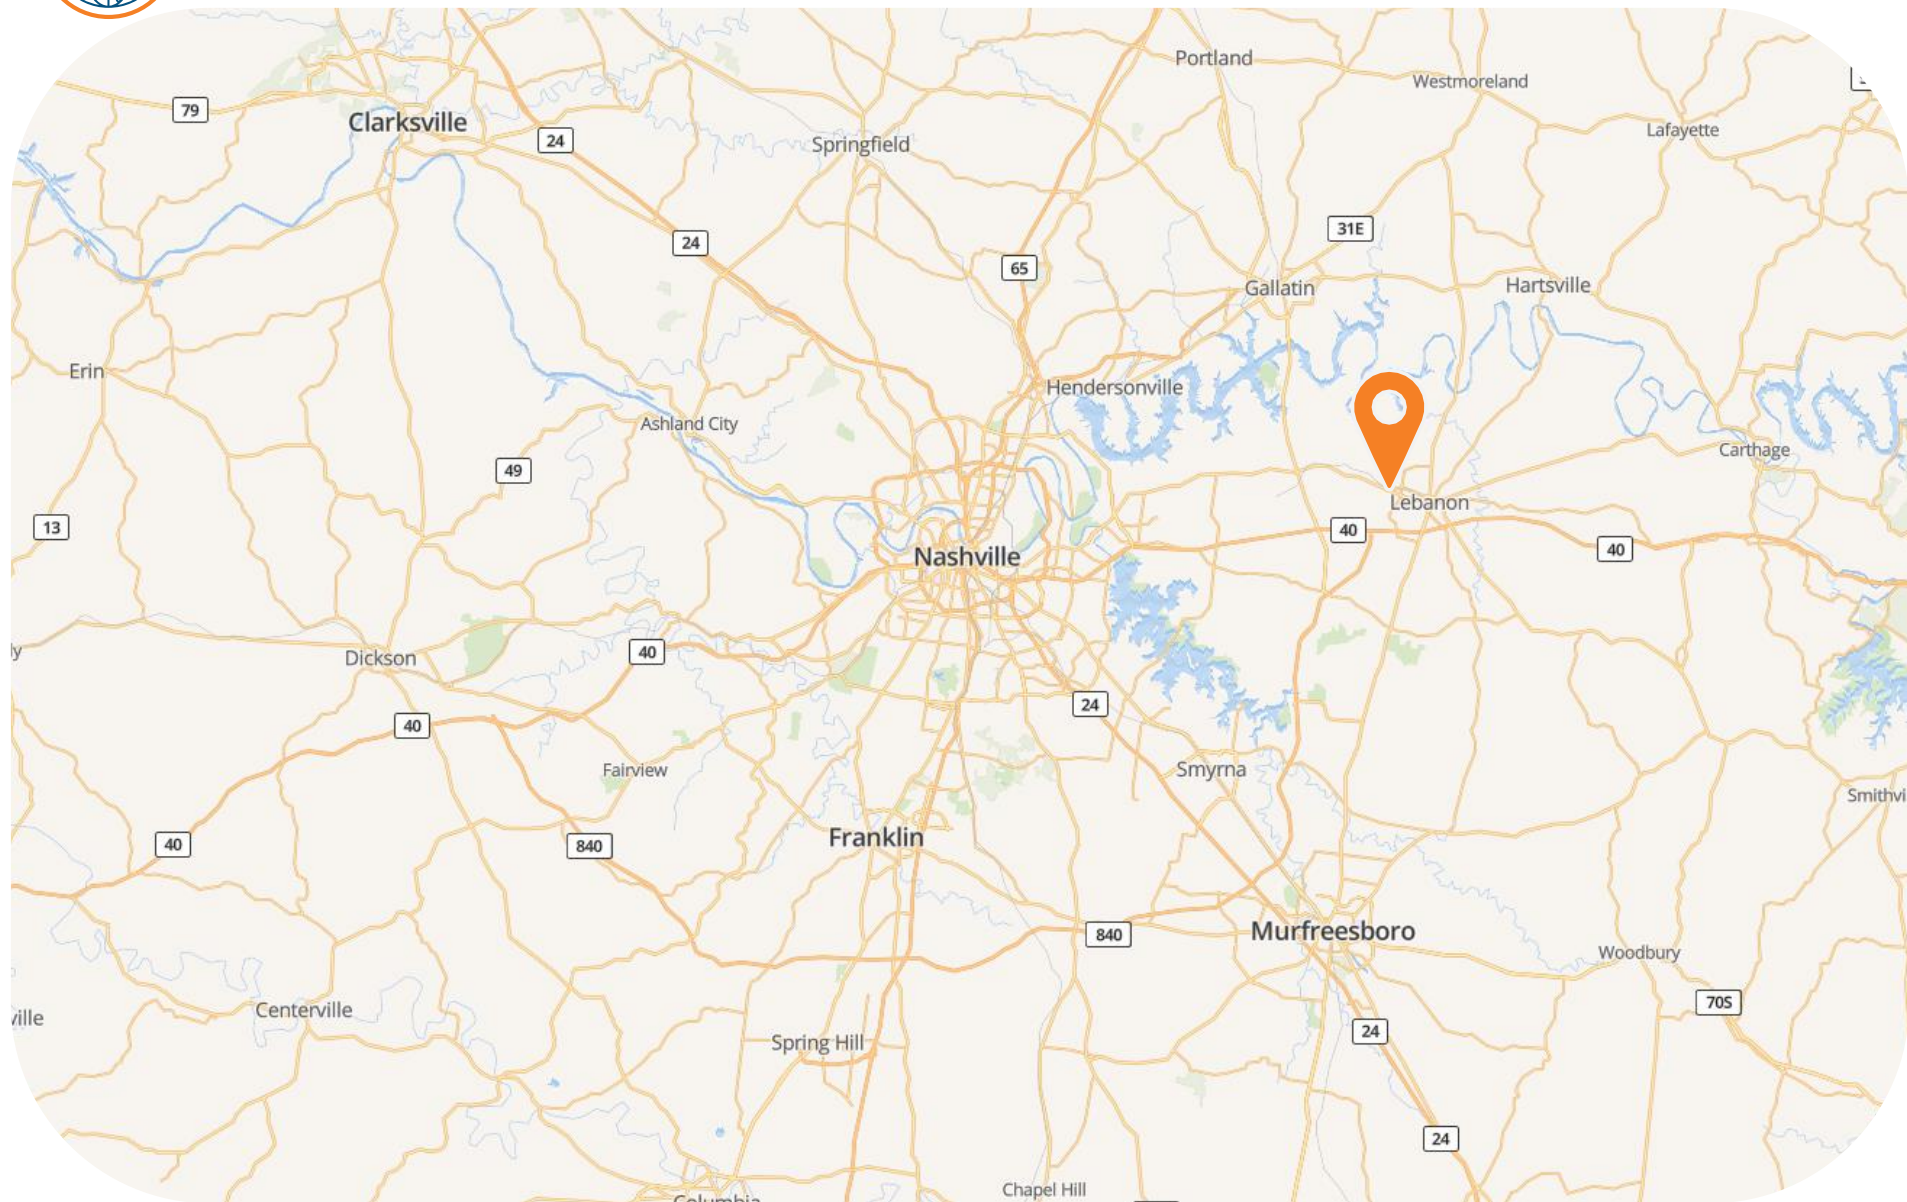 Portland
Westmoreland
79
Clarksville
24
Springfield
Lafayette
24
31E
65
Gallatin
Hartsville
Erin
Hendersonville
Ashland City
Carthage
49
Lebanon
13
40
40
Nashville
Dickson
40
24
40
Fairview
Smyrna
Smithvi
Franklin
40
840
Murfreesboro
840
Woodbury
70S
Centerville
ville
24
Spring Hill
24
Chapel Hill
Columbia